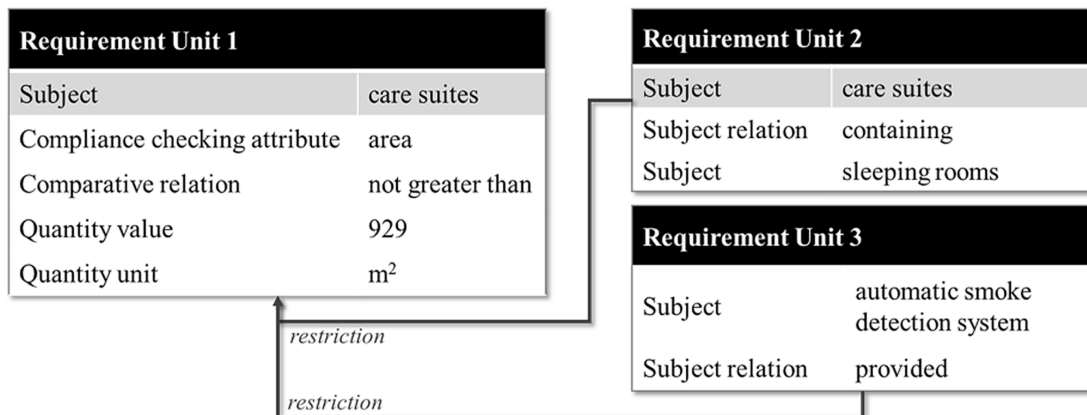 Requirement Unit 1
Subject care suites
Compliance checking attribute area
Comparative relation not greater than
Quantity value 929
Quantity unit m²
Requirement Unit 2
Subject care suites
Subject relation containing
Subject sleeping rooms
Requirement Unit 3
Subject automatic smoke
detection system
Subject relation provided
restriction
restriction